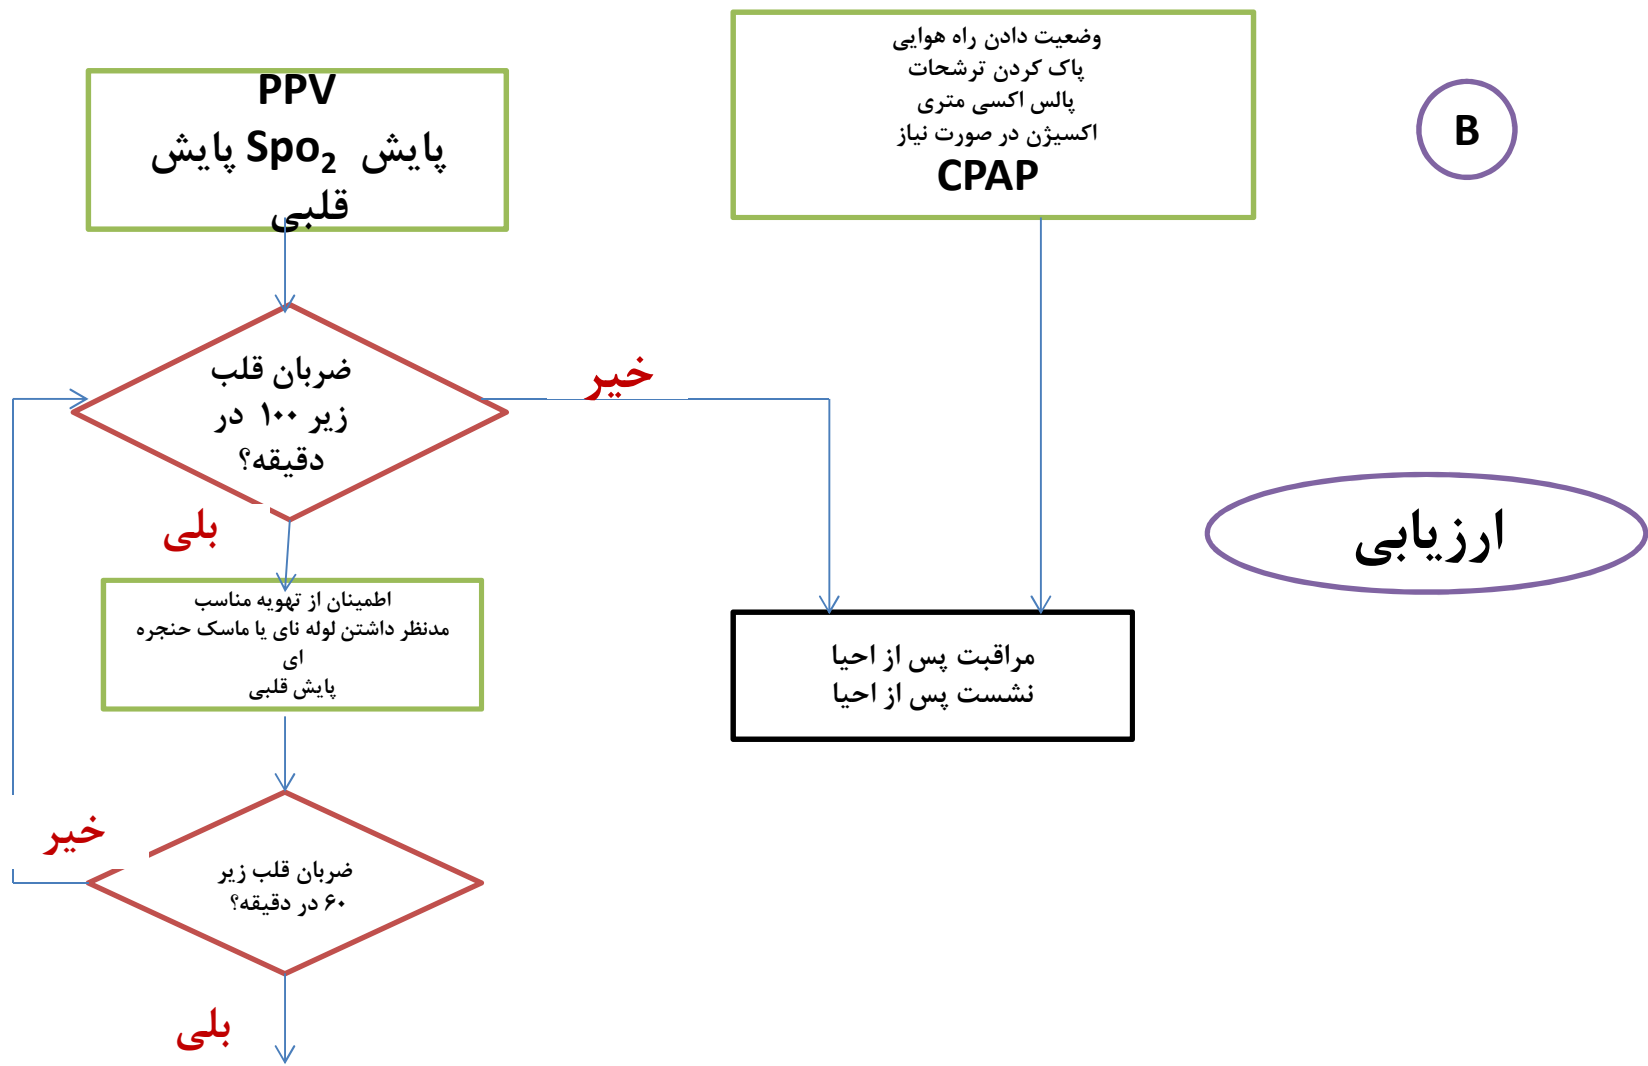 وضعیت دادن راه هوایی
پاک کردن ترشحات
پالس اکسی متری
اکسیژن در صورت نیاز
CPAP
B
PPV
پایش Spo₂ پایش
قلبی
ضربان قلب
زیر ۱۰۰ در
دقیقه؟
خیر
بلی
ارزیابی
اطمینان از تهویه مناسب
مدنظر داشتن لوله نای یا ماسک حنجره
ای
پایش قلبی
مراقبت پس از احیا
نشست پس از احیا
خیر
ضربان قلب زیر
۶۰ در دقیقه؟
بلی